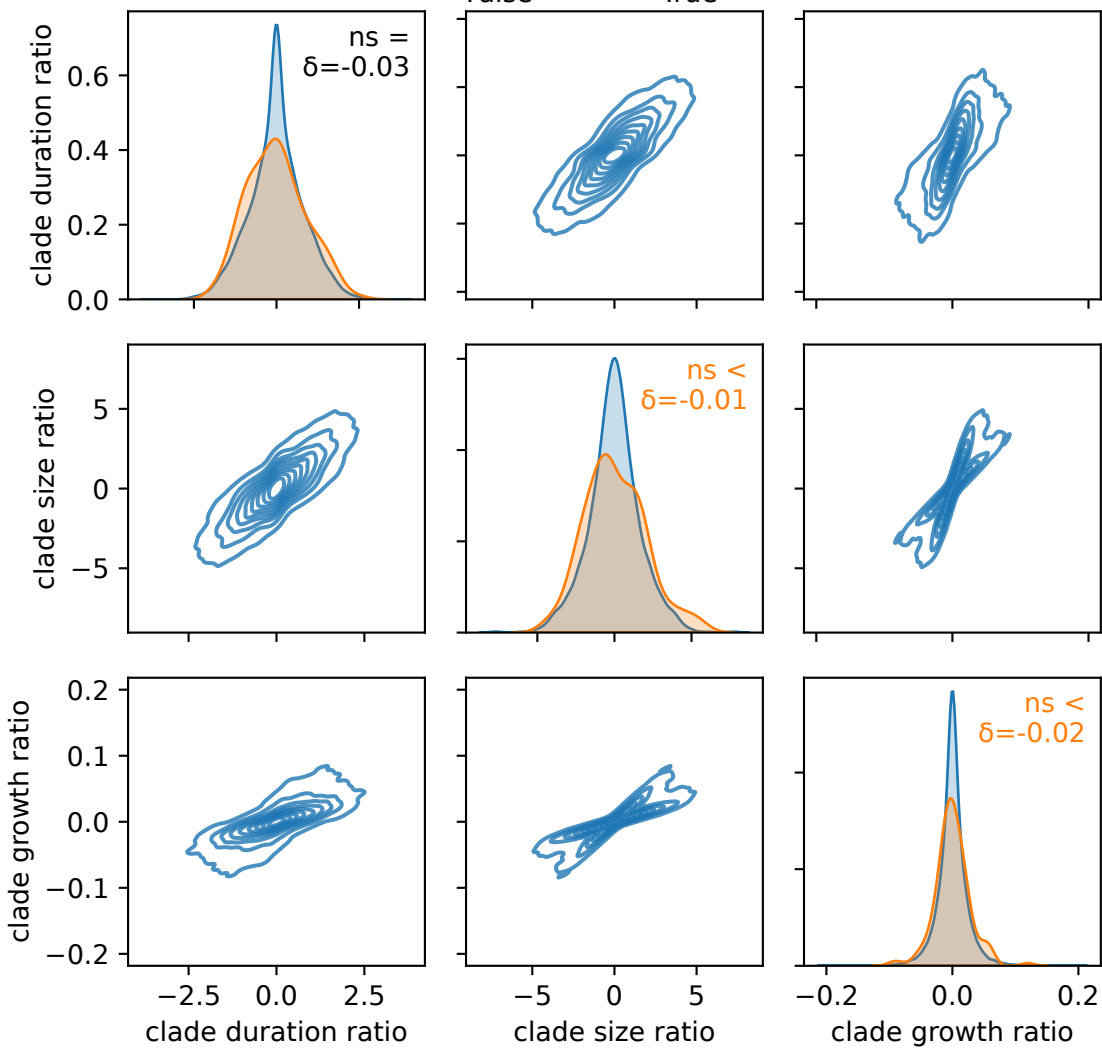 ns =
δ=-0.03
clade duration ratio
0.6
0.4
0.2
0.0
ns <
δ=-0.01
clade size ratio
5
0
−5
ns <
δ=-0.02
clade growth ratio
0.2
0.1
0.0
−0.1
−0.2
−2.5 0.0 2.5
−5 0 5
−0.2 0.0 0.2
clade duration ratio
clade size ratio
clade growth ratio